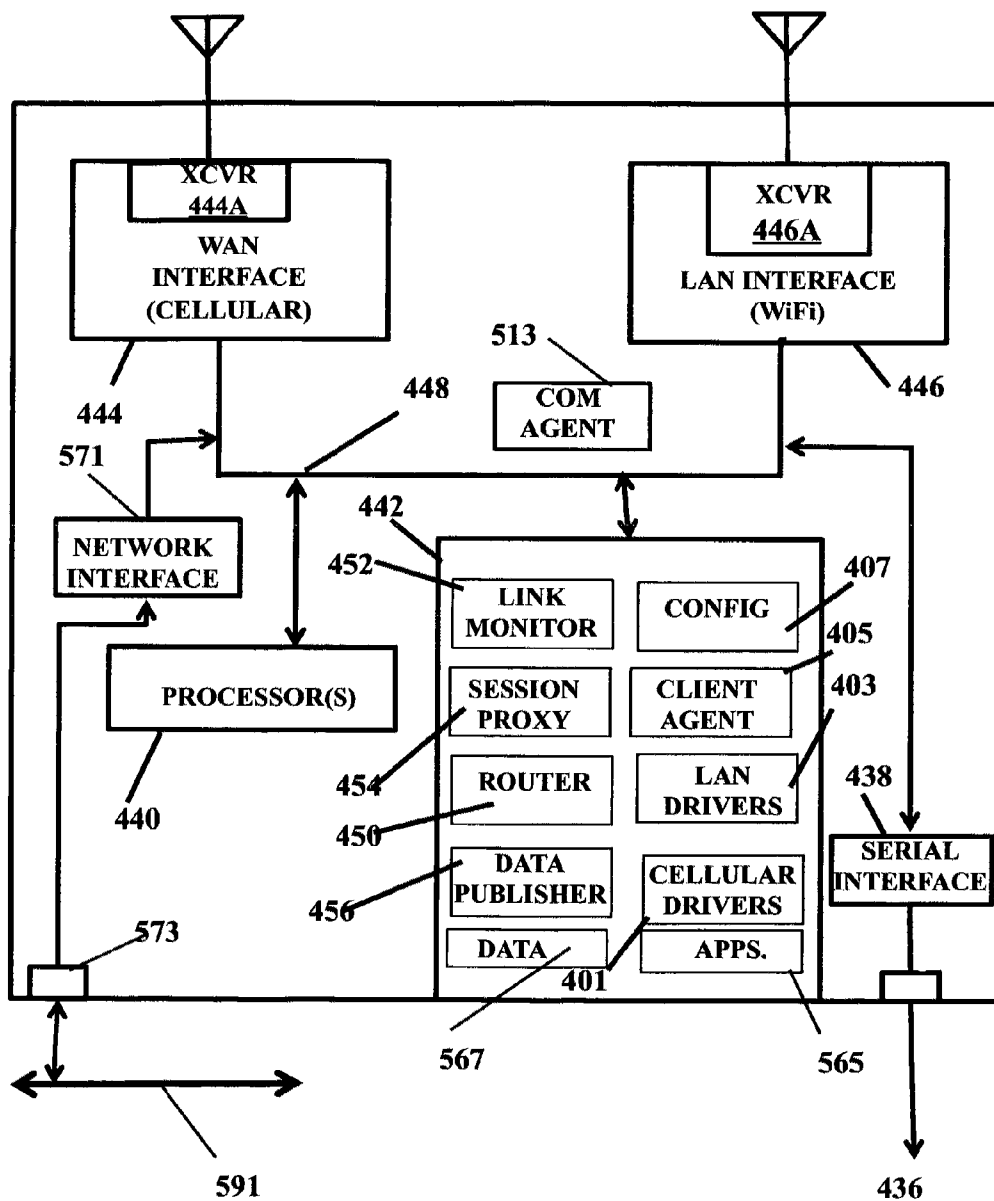 XCVR
444A
WAN
INTERFACE
(CELLULAR)
XCVR
446A
LAN INTERFACE
(WiFi)
513
444
448
COM
AGENT
446
571
442
NETWORK
INTERFACE
452
LINK
MONITOR
CONFIG
407
405
PROCESSOR(S)
SESSION
PROXY
CLIENT
AGENT
403
454
ROUTER
LAN
DRIVERS
438
440
450
SERIAL
INTERFACE
DATA
PUBLISHER
CELLULAR
DRIVERS
456
573
DATA
401
APPS.
567
565
591
436